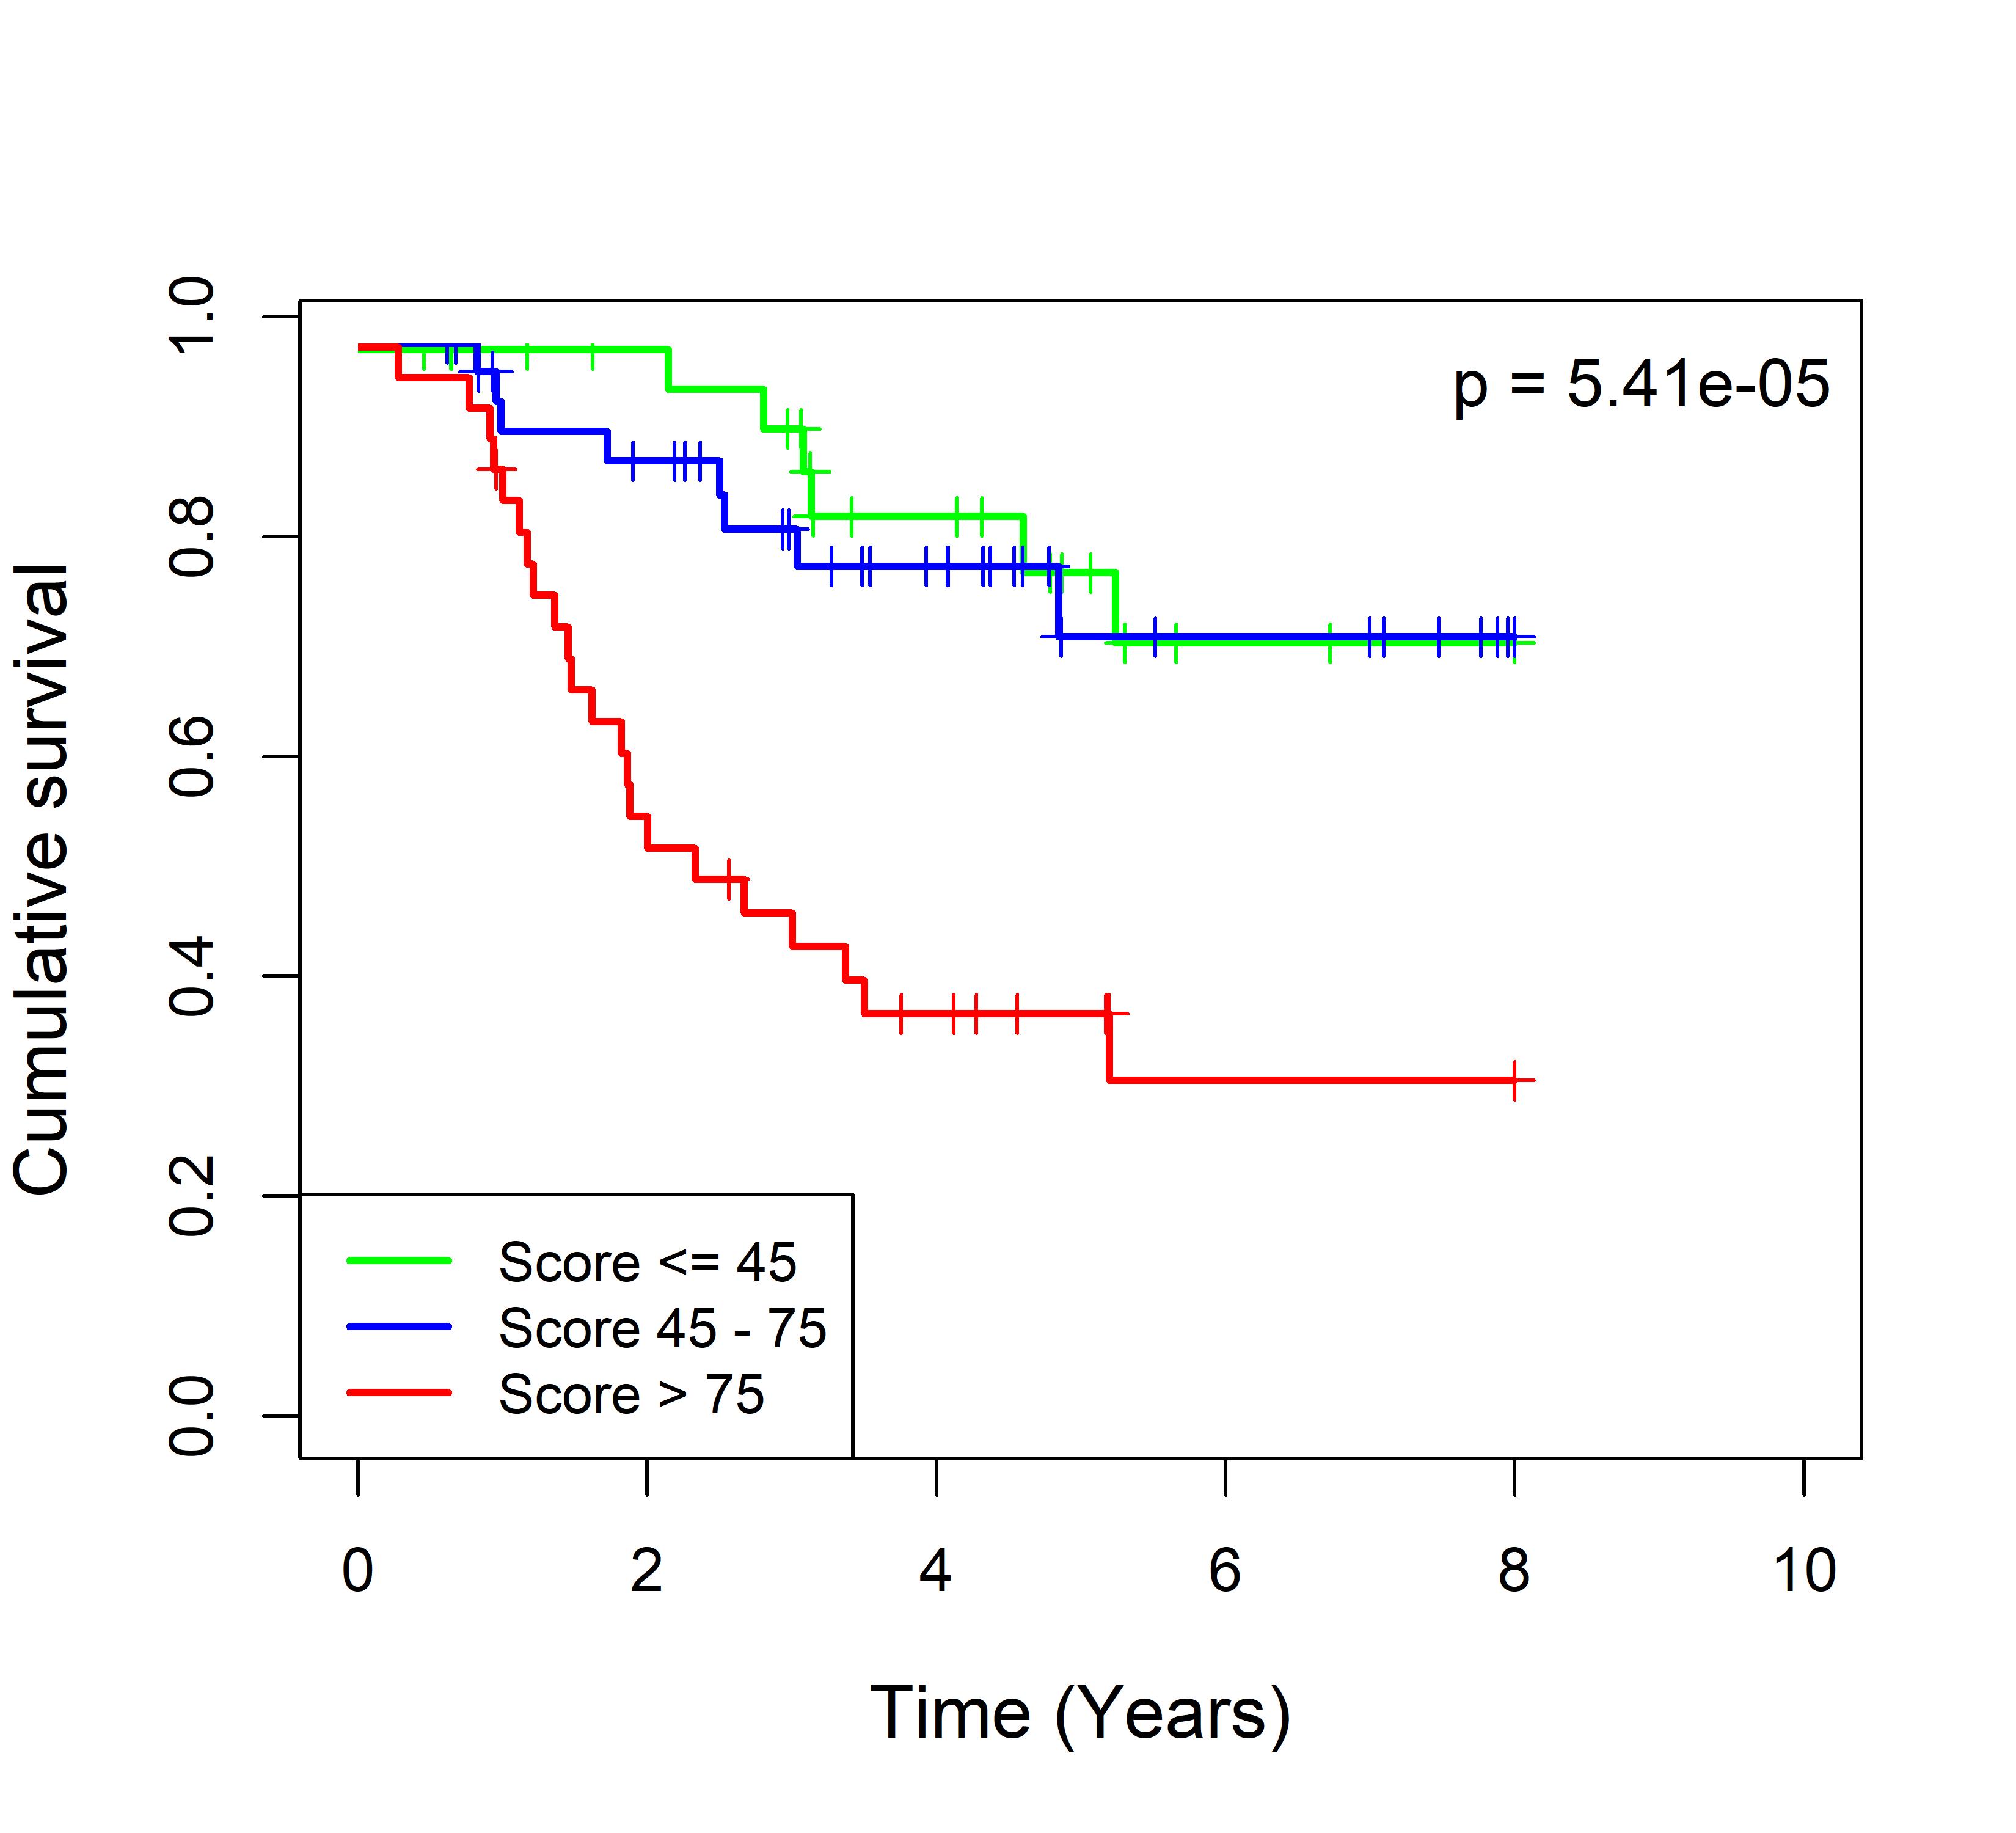 p = 5.41e-05
Cumulative survival
1.0
0.8
0.6
0.4
0.2
0.0
Score <= 45
Score 45 - 75
Score > 75
0 2 4 6 8 10
Time (Years)